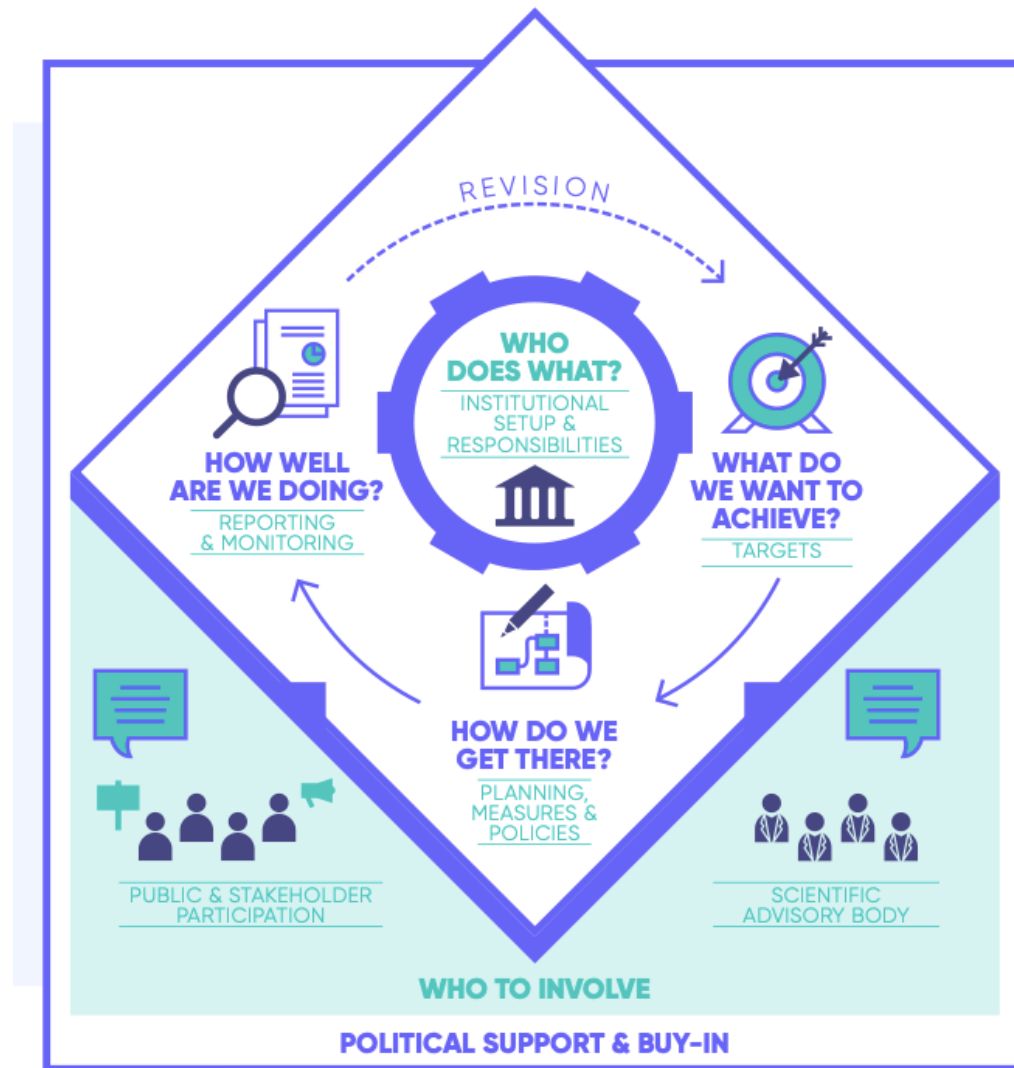 REVISION
WHO
DOES WHAT?
INSTITUTIONAL
SETUP &
RESPONSIBILITIES
HOW WELL
ARE WE DOING?
REPORTING
& MONITORING
WHAT DO
WE WANT TO
ACHIEVE?
TARGETS
HOW DO WE
GET THERE?
PLANNING,
MEASURES &
POLICIES
PUBLIC & STAKEHOLDER
PARTICIPATION
SCIENTIFIC
ADVISORY BODY
WHO TO INVOLVE
POLITICAL SUPPORT & BUY-IN